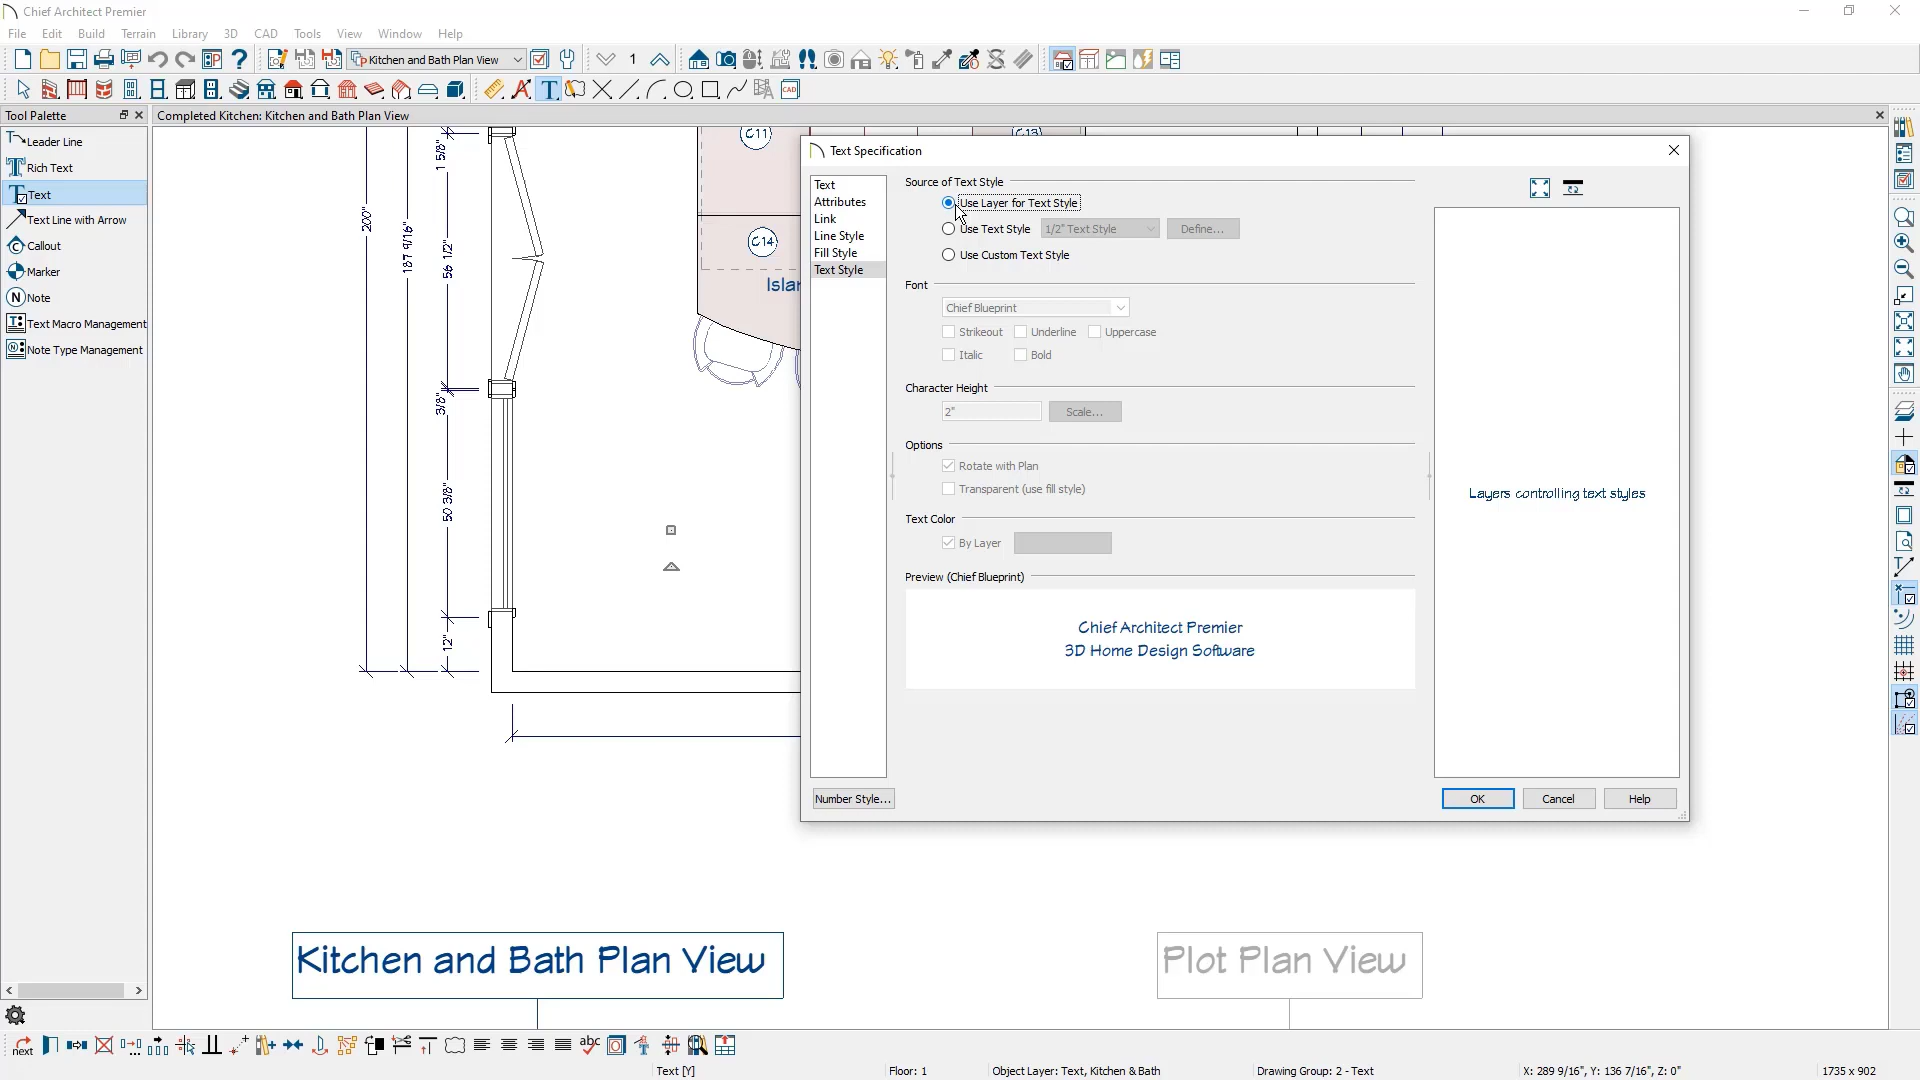 Chief Architect Premier
File Edit Build Terrain Library 3D CAD Tools View Window Help
Kitchen and Bath Plan View
1
Tool Palette
Completed Kitchen: Kitchen and Bath Plan View
Leader Line
Rich Text
Text
Text Line with Arrow
Callout
Marker
Note
Text Macro Management
Note Type Management
200"
187 9/16"
1 5/8"
56 1/2"
3/8"
50 3/8"
12"
C11
C13
C14
Islan
Text Specification
Text
Attributes
Link
Line Style
Fill Style
Text Style
Number Style...
Source of Text Style
Use Layer for Text Style
Use Text Style 1/2" Text Style Define...
Use Custom Text Style
Font
Chief Blueprint
Strikeout Underline Uppercase
Italic Bold
Character Height
2" Scale...
Options
Rotate with Plan
Transparent (use fill style)
Text Color
By Layer
Preview (Chief Blueprint)
Chief Architect Premier
3D Home Design Software
Layers controlling text styles
OK Cancel Help
Kitchen and Bath Plan View
Plot Plan View
next
abc
Text [Y] Floor: 1 Object Layer: Text, Kitchen & Bath Drawing Group: 2 - Text X: 289 9/16", Y: 136 7/16", Z: 0" 1735 x 902